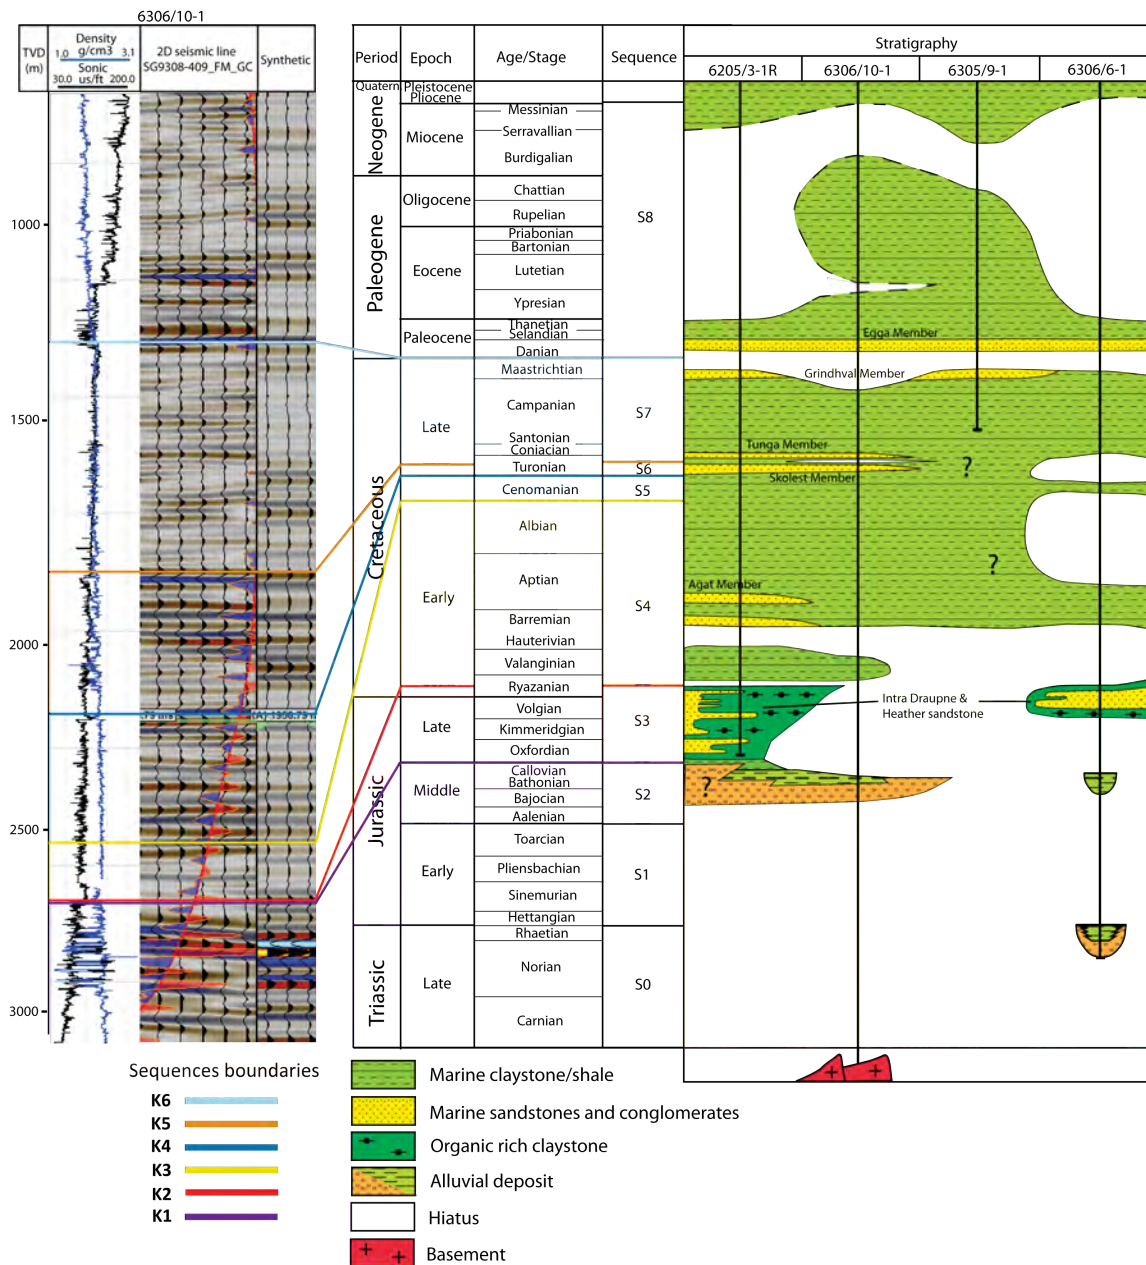 6306/10-1
TVD
(m)
Density
1.0 g/cm3 3.1
Sonic
30.0 us/ft 200.0
2D seismic line
SG9308-409_FM_GC
Synthetic
1000
1500
2000
2500
3000
Period
Epoch
Age/Stage
Sequence
Stratigraphy
6205/3-1R
6306/10-1
6305/9-1
6306/6-1
Quatern
Neogene
Paleogene
Cretaceous
Jurassic
Triassic
Pleistocene
Pliocene
Miocene
Oligocene
Eocene
Paleocene
Late
Early
Late
Middle
Early
Late
Messinian
Serravallian
Burdigalian
Chattian
Rupelian
Priabonian
Bartonian
Lutetian
Ypresian
Thanetian
Selandian
Danian
Maastrichtian
Campanian
Santonian
Coniacian
Turonian
Cenomanian
Albian
Aptian
Barremian
Hauterivian
Valanginian
Ryazanian
Volgian
Kimmeridgian
Oxfordian
Callovian
Bathonian
Bajocian
Aalenian
Toarcian
Pliensbachian
Sinemurian
Hettangian
Rhaetian
Norian
Carnian
S8
S7
S6
S5
S4
S3
S2
S1
S0
Egga Member
Grindhval Member
Tunga Member
?
Skolest Member
?
Agat Member
Intra Draupne &
Heather sandstone
?
Sequences boundaries
K6
K5
K4
K3
K2
K1
Marine claystone/shale
Marine sandstones and conglomerates
Organic rich claystone
Alluvial deposit
Hiatus
Basement